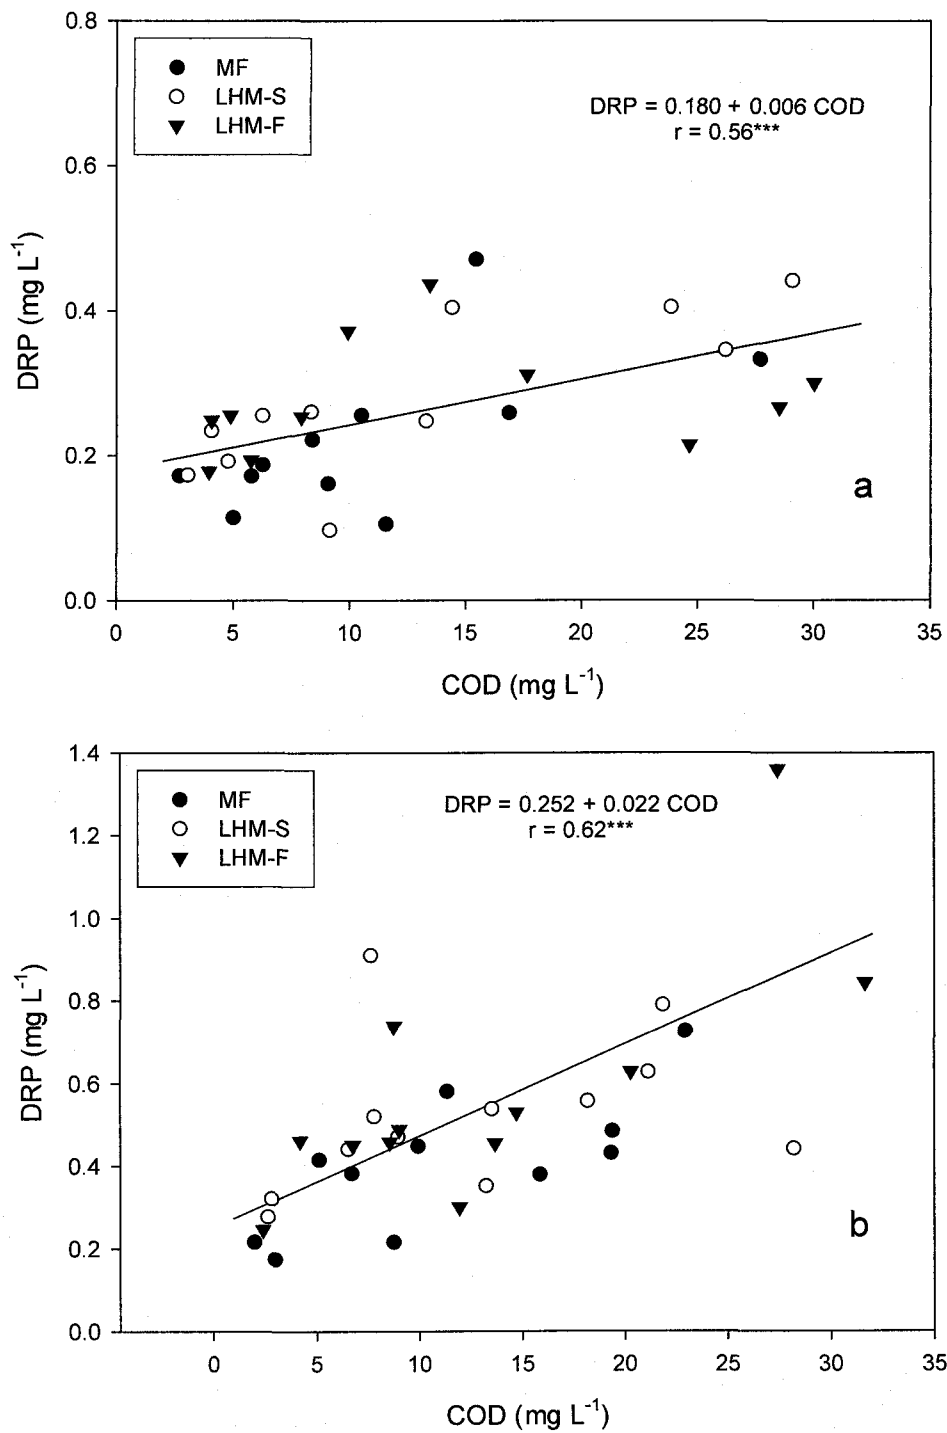 0.8
MF
LHM-S
LHM-F
DRP = 0.180 + 0.006 COD
r = 0.56***
0.6
DRP (mg L⁻¹)
0.4
0.2
a
0.0
0 5 10 15 20 25 30 35
COD (mg L⁻¹)
1.4
MF
LHM-S
LHM-F
DRP = 0.252 + 0.022 COD
r = 0.62***
1.2
1.0
DRP (mg L⁻¹)
0.8
0.6
0.4
b
0.2
0.0
0 5 10 15 20 25 30 35
COD (mg L⁻¹)